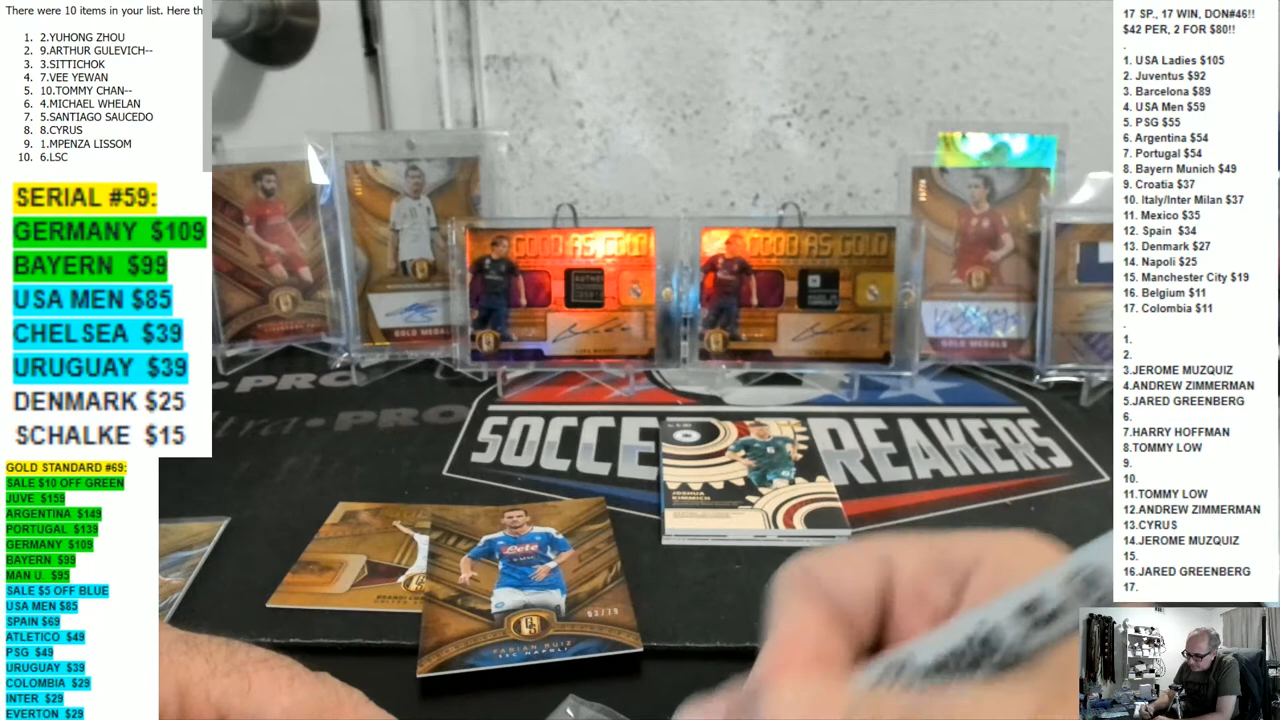 There were 10 items in your list. Here th
1. 2.YUHONG ZHOU
2. 9.ARTHUR GULEVICH--
3. 3.SITTICHOK
4. 7.VEE YEWAN
5. 10.TOMMY CHAN--
6. 4.MICHAEL WHELAN
7. 5.SANTIAGO SAUCEDO
8. 8.CYRUS
9. 1.MPENZA LISSOM
10. 6.LSC
SERIAL #59:
GERMANY $109
BAYERN $99
USA MEN $85
CHELSEA $39
URUGUAY $39
DENMARK $25
SCHALKE $15
GOLD STANDARD #69:
SALE $10 OFF GREEN
JUVE $159
ARGENTINA $149
PORTUGAL $139
GERMANY $109
BAYERN $99
MAN U. $95
SALE $5 OFF BLUE
USA MEN $85
SPAIN $69
ATLETICO $49
PSG $49
URUGUAY $39
COLOMBIA $29
INTER $29
EVERTON $29
GOLD MEDALS
GOOD AS GOLD
GOOD AS GOLD
GOLD MEDALS
PRO
PRO
SOCCE
REAKERS
JOSHUA
KIMMICH
Lete
03/79
FABIAN RUIZ
SSC NAPOLI
17 SP., 17 WIN, DON#46!!
$42 PER, 2 FOR $80!!
.
1. USA Ladies $105
2. Juventus $92
3. Barcelona $89
4. USA Men $59
5. PSG $55
6. Argentina $54
7. Portugal $54
8. Bayern Munich $49
9. Croatia $37
10. Italy/Inter Milan $37
11. Mexico $35
12. Spain $34
13. Denmark $27
14. Napoli $25
15. Manchester City $19
16. Belgium $11
17. Colombia $11
.
1.
2.
3.JEROME MUZQUIZ
4.ANDREW ZIMMERMAN
5.JARED GREENBERG
6.
7.HARRY HOFFMAN
8.TOMMY LOW
9.
10.
11.TOMMY LOW
12.ANDREW ZIMMERMAN
13.CYRUS
14.JEROME MUZQUIZ
15.
16.JARED GREENBERG
17.